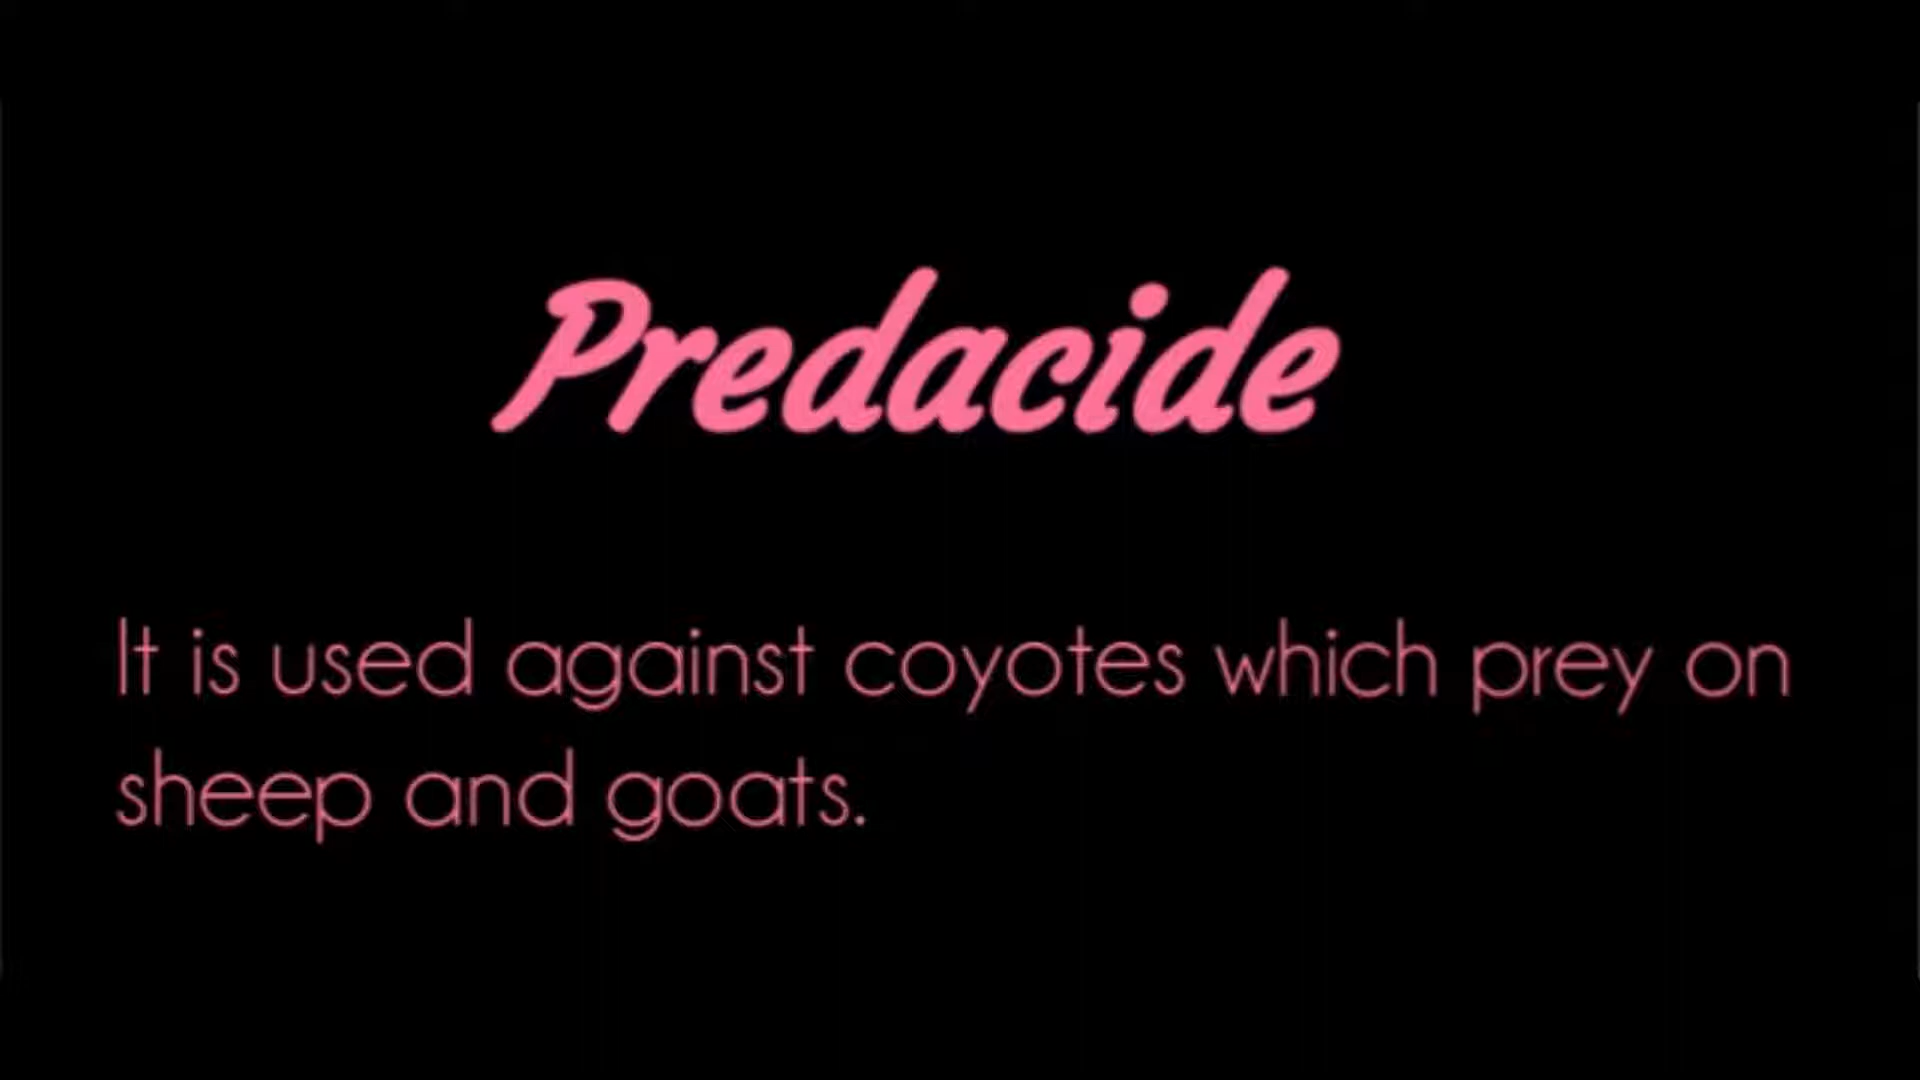 Predacide
It is used against coyotes which prey on
sheep and goats.